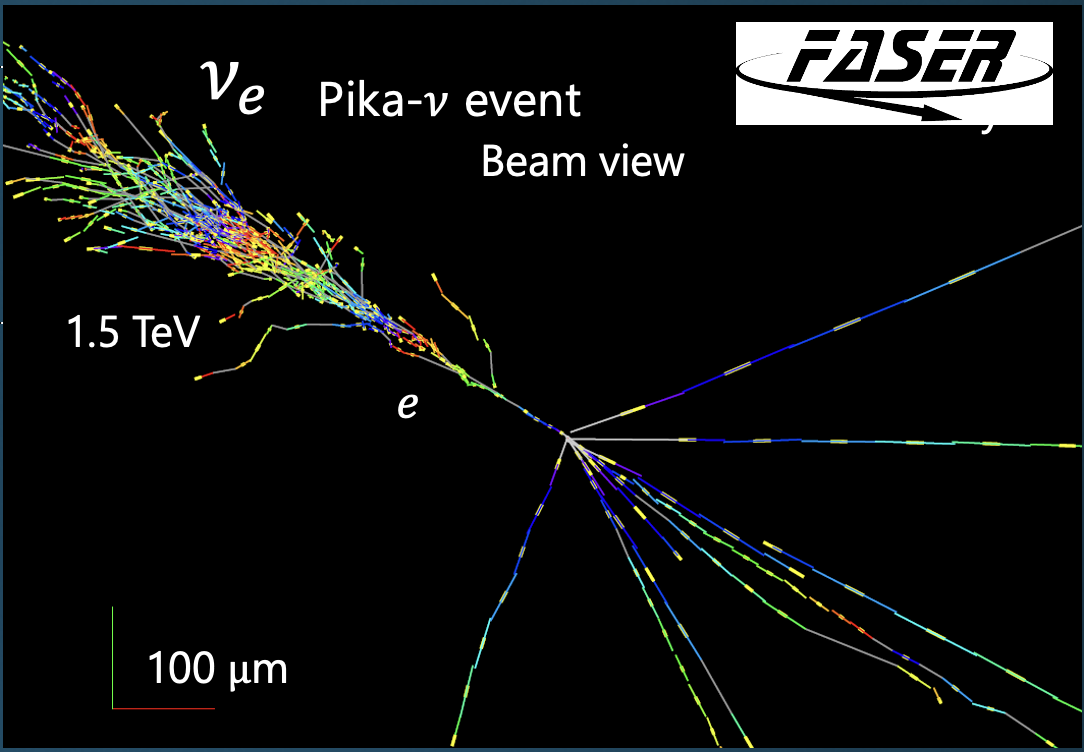 FASER
νe
Pika-ν event
Beam view
1.5 TeV
e
100 μm